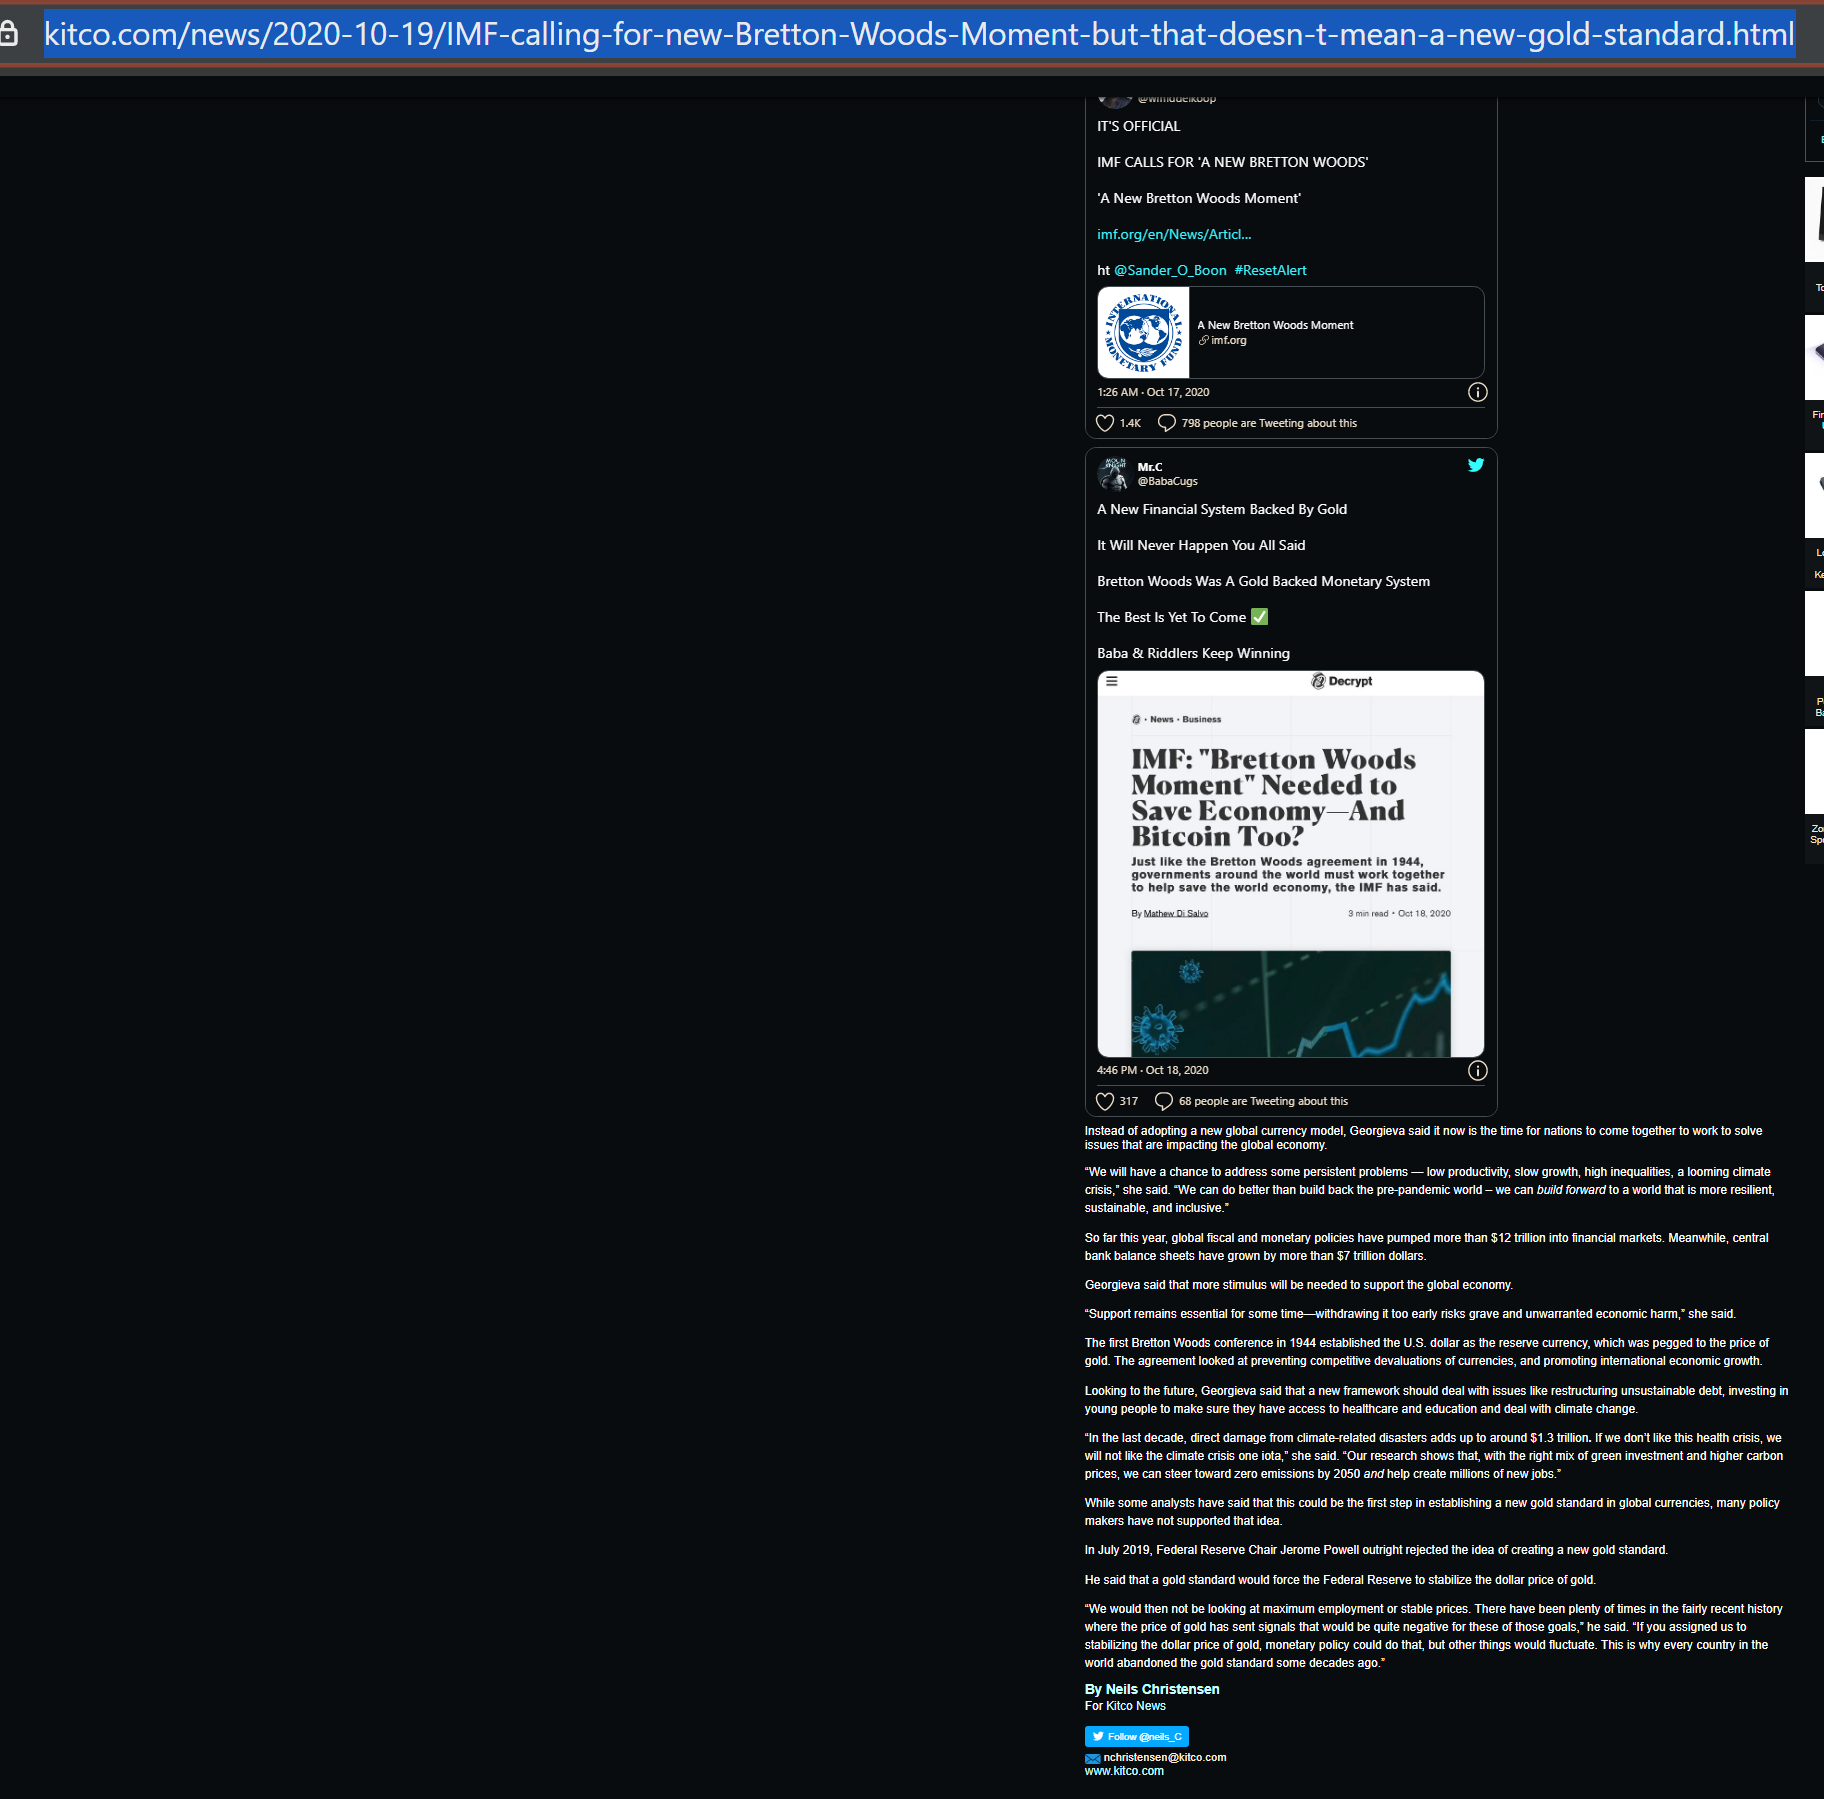 kitco.com/news/2020-10-19/IMF-calling-for-new-Bretton-Woods-Moment-but-that-doesn-t-mean-a-new-gold-standard.html
IT'S OFFICIAL
IMF CALLS FOR 'A NEW BRETTON WOODS'
'A New Bretton Woods Moment'
imf.org/en/News/Articl...
ht @Sander_O_Boon #ResetAlert
INTERNATIONAL MONETARY FUND
A New Bretton Woods Moment
imf.org
1:26 AM · Oct 17, 2020
1.4K 798 people are Tweeting about this
Mr.C
@BabaCugs
A New Financial System Backed By Gold
It Will Never Happen You All Said
Bretton Woods Was A Gold Backed Monetary System
The Best Is Yet To Come ✅
Baba & Riddlers Keep Winning
Decrypt
· News · Business
IMF: "Bretton Woods
Moment" Needed to
Save Economy—And
Bitcoin Too?
Just like the Bretton Woods agreement in 1944,
governments around the world must work together
to help save the world economy, the IMF has said.
By Mathew Di Salvo 3 min read · Oct 18, 2020
4:46 PM · Oct 18, 2020
317 68 people are Tweeting about this
Instead of adopting a new global currency model, Georgieva said it now is the time for nations to come together to work to solve
issues that are impacting the global economy.
“We will have a chance to address some persistent problems — low productivity, slow growth, high inequalities, a looming climate
crisis,” she said. “We can do better than build back the pre-pandemic world – we can build forward to a world that is more resilient,
sustainable, and inclusive.”
So far this year, global fiscal and monetary policies have pumped more than $12 trillion into financial markets. Meanwhile, central
bank balance sheets have grown by more than $7 trillion dollars.
Georgieva said that more stimulus will be needed to support the global economy.
“Support remains essential for some time—withdrawing it too early risks grave and unwarranted economic harm,” she said.
The first Bretton Woods conference in 1944 established the U.S. dollar as the reserve currency, which was pegged to the price of
gold. The agreement looked at preventing competitive devaluations of currencies, and promoting international economic growth.
Looking to the future, Georgieva said that a new framework should deal with issues like restructuring unsustainable debt, investing in
young people to make sure they have access to healthcare and education and deal with climate change.
“In the last decade, direct damage from climate-related disasters adds up to around $1.3 trillion. If we don’t like this health crisis, we
will not like the climate crisis one iota,” she said. “Our research shows that, with the right mix of green investment and higher carbon
prices, we can steer toward zero emissions by 2050 and help create millions of new jobs.”
While some analysts have said that this could be the first step in establishing a new gold standard in global currencies, many policy
makers have not supported that idea.
In July 2019, Federal Reserve Chair Jerome Powell outright rejected the idea of creating a new gold standard.
He said that a gold standard would force the Federal Reserve to stabilize the dollar price of gold.
“We would then not be looking at maximum employment or stable prices. There have been plenty of times in the fairly recent history
where the price of gold has sent signals that would be quite negative for these of those goals,” he said. “If you assigned us to
stabilizing the dollar price of gold, monetary policy could do that, but other things would fluctuate. This is why every country in the
world abandoned the gold standard some decades ago.”
By Neils Christensen
For Kitco News
Follow @neils_C
nchristensen@kitco.com
www.kitco.com